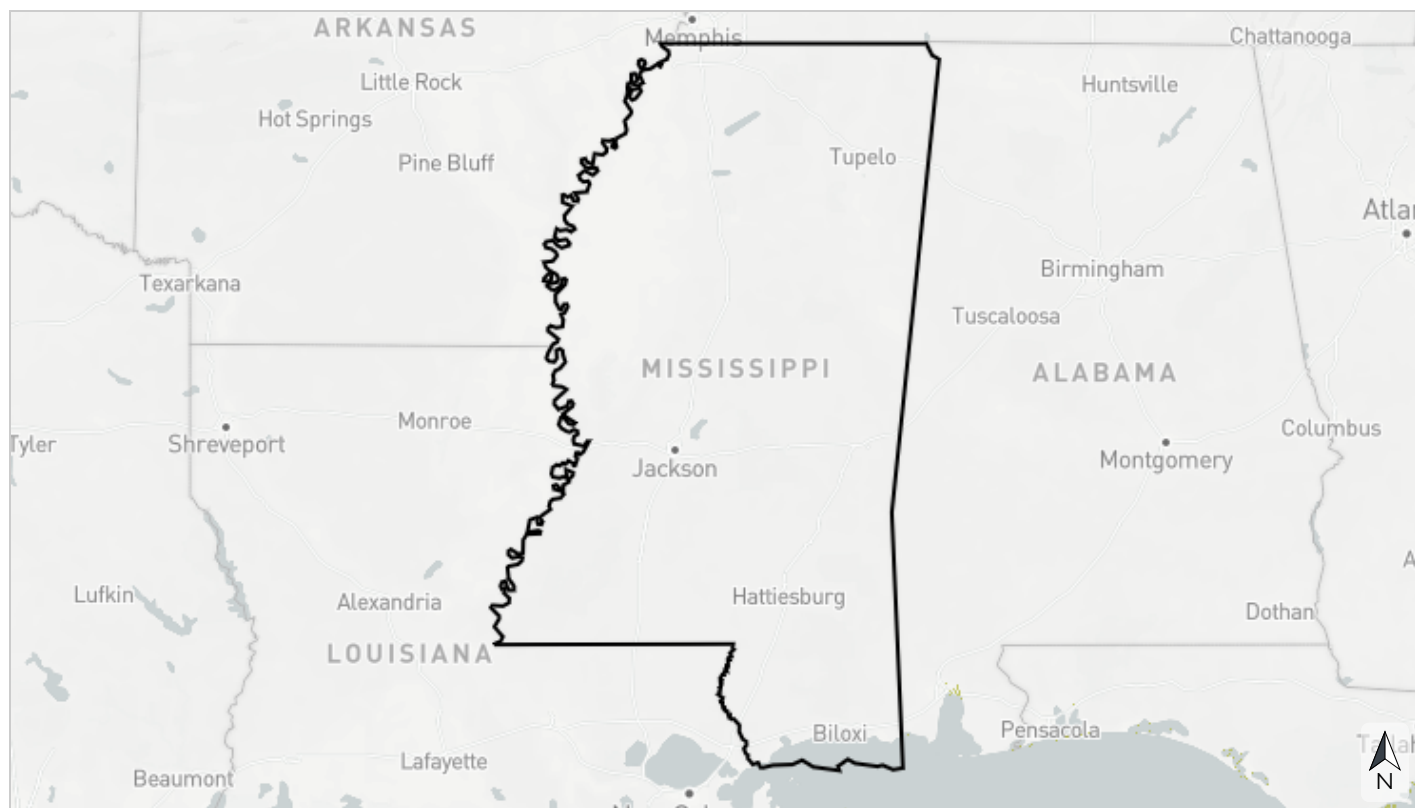 ARKANSAS
Memphis
Chattanooga
Little Rock
Huntsville
Hot Springs
Tupelo
Pine Bluff
Atlar
Birmingham
Texarkana
Tuscaloosa
MISSISSIPPI
ALABAMA
Monroe
Columbus
Tyler
Shreveport
Montgomery
Jackson
Lufkin
Hattiesburg
Alexandria
Dothan
LOUISIANA
Pensacola
Biloxi
Lafayette
Beaumont
N